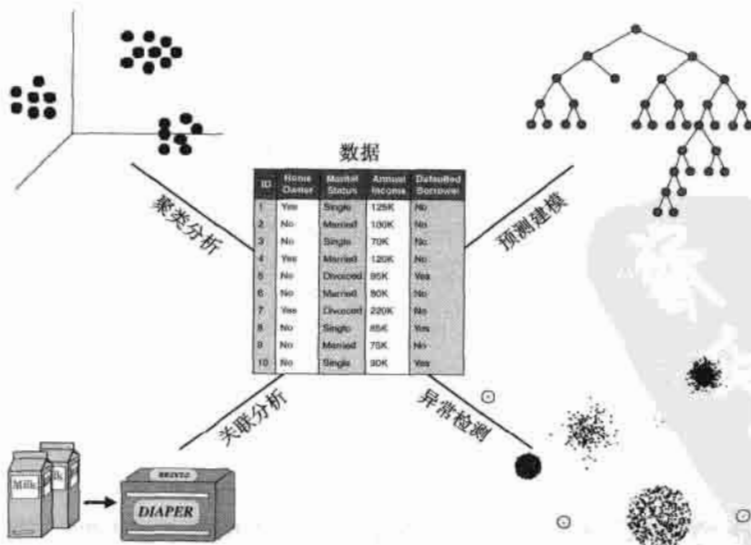 数据
聚类分析
预测建模
ID Home Owner Marital Status Annual Income Defaulted Borrower
1 Yes Single 125K No
2 No Married 100K No
3 No Single 70K No
4 Yes Married 120K No
5 No Divorced 95K Yes
6 No Married 60K No
7 Yes Divorced 220K No
8 No Single 85K Yes
9 No Married 75K No
10 No Single 90K Yes
关联分析
异常检测
Milk
DIAPER